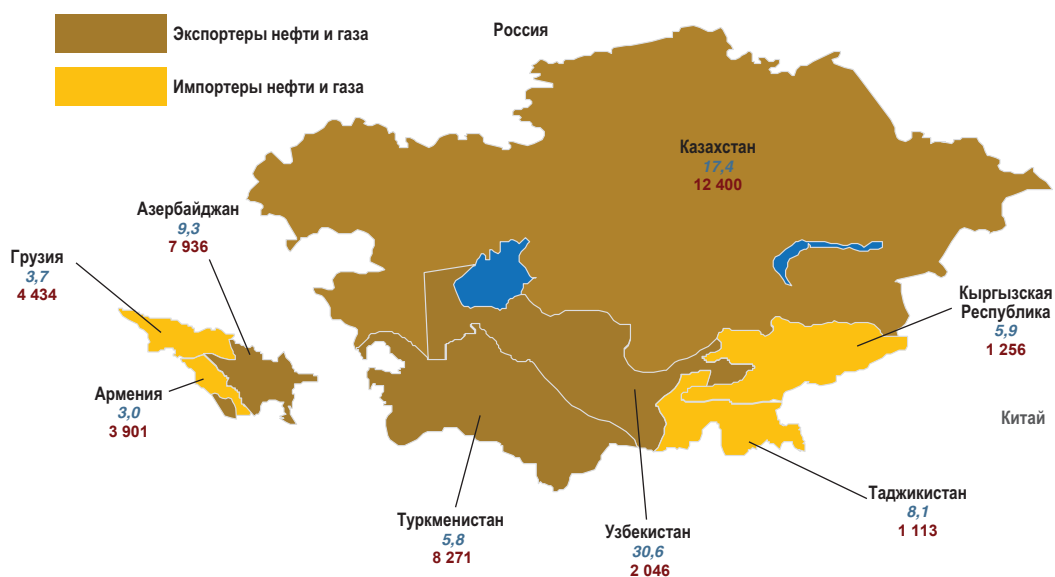 Экспортеры нефти и газа
Импортеры нефти и газа
Россия
Казахстан
17,4
12 400
Азербайджан
9,3
7 936
Грузия
3,7
4 434
Армения
3,0
3 901
Кыргызская
Республика
5,9
1 256
Китай
Таджикистан
8,1
1 113
Туркменистан
5,8
8 271
Узбекистан
30,6
2 046